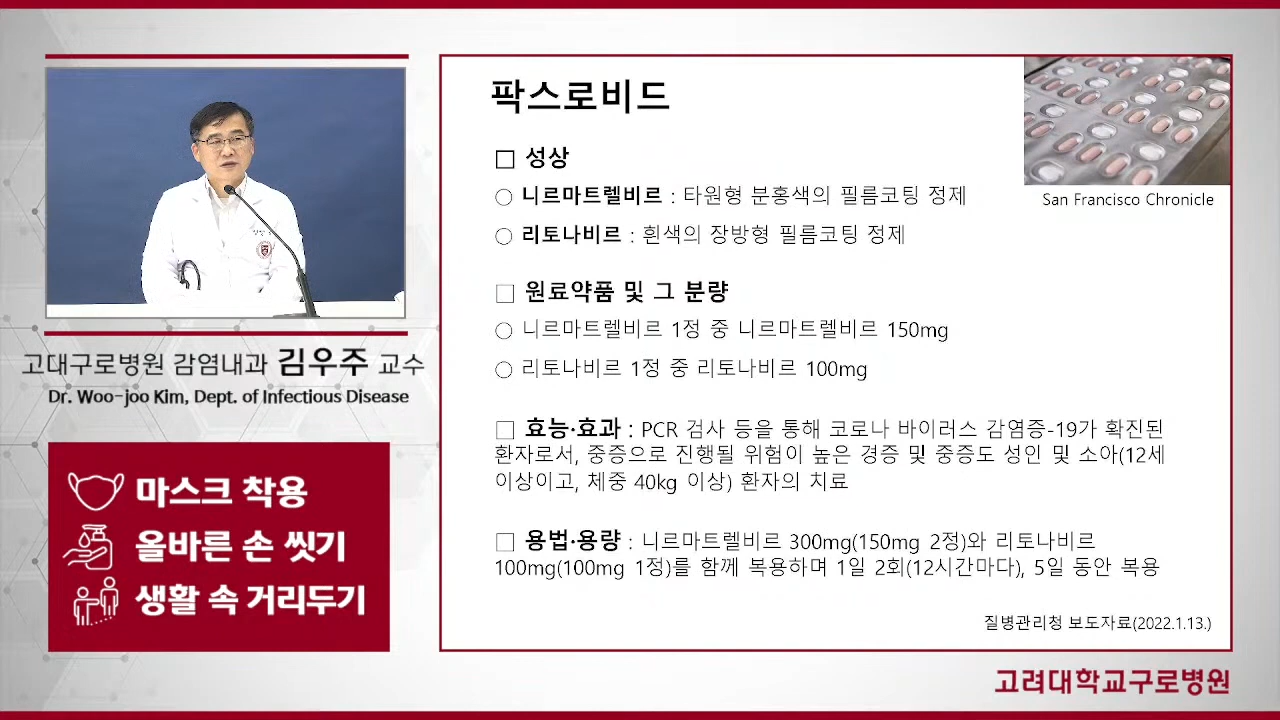 팍스로비드
San Francisco Chronicle
□ 성상
○ 니르마트렐비르 : 타원형 분홍색의 필름코팅 정제
○ 리토나비르 : 흰색의 장방형 필름코팅 정제
□ 원료약품 및 그 분량
○ 니르마트렐비르 1정 중 니르마트렐비르 150mg
○ 리토나비르 1정 중 리토나비르 100mg
□ 효능·효과 : PCR 검사 등을 통해 코로나 바이러스 감염증-19가 확진된
환자로서, 중증으로 진행될 위험이 높은 경증 및 중증도 성인 및 소아(12세
이상이고, 체중 40kg 이상) 환자의 치료
□ 용법·용량 : 니르마트렐비르 300mg(150mg 2정)와 리토나비르
100mg(100mg 1정)를 함께 복용하며 1일 2회(12시간마다), 5일 동안 복용
질병관리청 보도자료(2022.1.13.)
고대구로병원 감염내과 김우주 교수
Dr. Woo-joo Kim, Dept. of Infectious Disease
마스크 착용
올바른 손 씻기
생활 속 거리두기
고려대학교구로병원